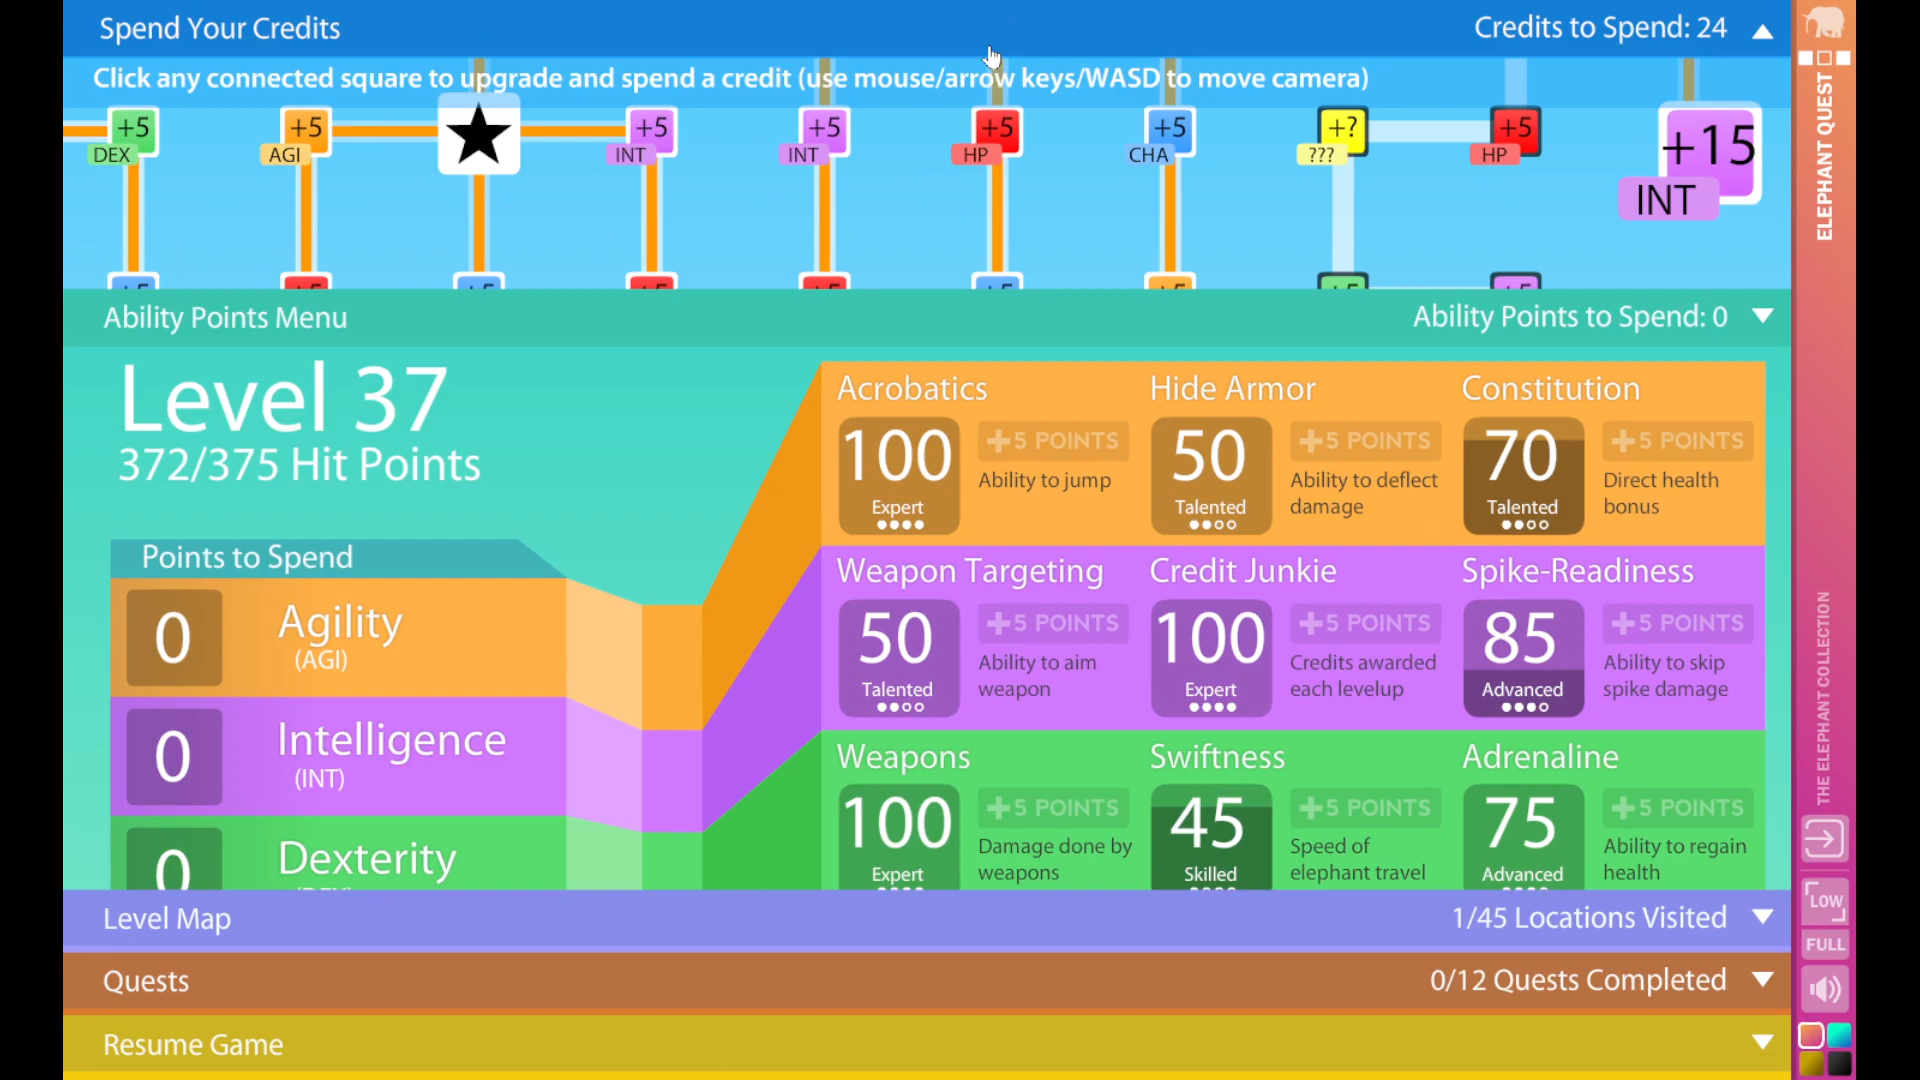 Spend Your Credits
Credits to Spend: 24
Click any connected square to upgrade and spend a credit (use mouse/arrow keys/WASD to move camera)
+5 +5 +5 +5 +5 +5 +? +5 +15
DEX AGI INT INT HP CHA ??? HP INT
Ability Points Menu
Ability Points to Spend: 0
Level 37
372/375 Hit Points
Points to Spend
0 Agility
(AGI)
0 Intelligence
(INT)
0 Dexterity
Acrobatics
100
Expert
+5 POINTS
Ability to jump
Hide Armor
50
Talented
+5 POINTS
Ability to deflect
damage
Constitution
70
Talented
+5 POINTS
Direct health
bonus
Weapon Targeting
50
Talented
+5 POINTS
Ability to aim
weapon
Credit Junkie
100
Expert
+5 POINTS
Credits awarded
each levelup
Spike-Readiness
85
Advanced
+5 POINTS
Ability to skip
spike damage
Weapons
100
Expert
+5 POINTS
Damage done by
weapons
Swiftness
45
Skilled
+5 POINTS
Speed of
elephant travel
Adrenaline
75
Advanced
+5 POINTS
Ability to regain
health
Level Map
1/45 Locations Visited
Quests
0/12 Quests Completed
Resume Game
ELEPHANT QUEST
THE ELEPHANT COLLECTION
LOW
FULL